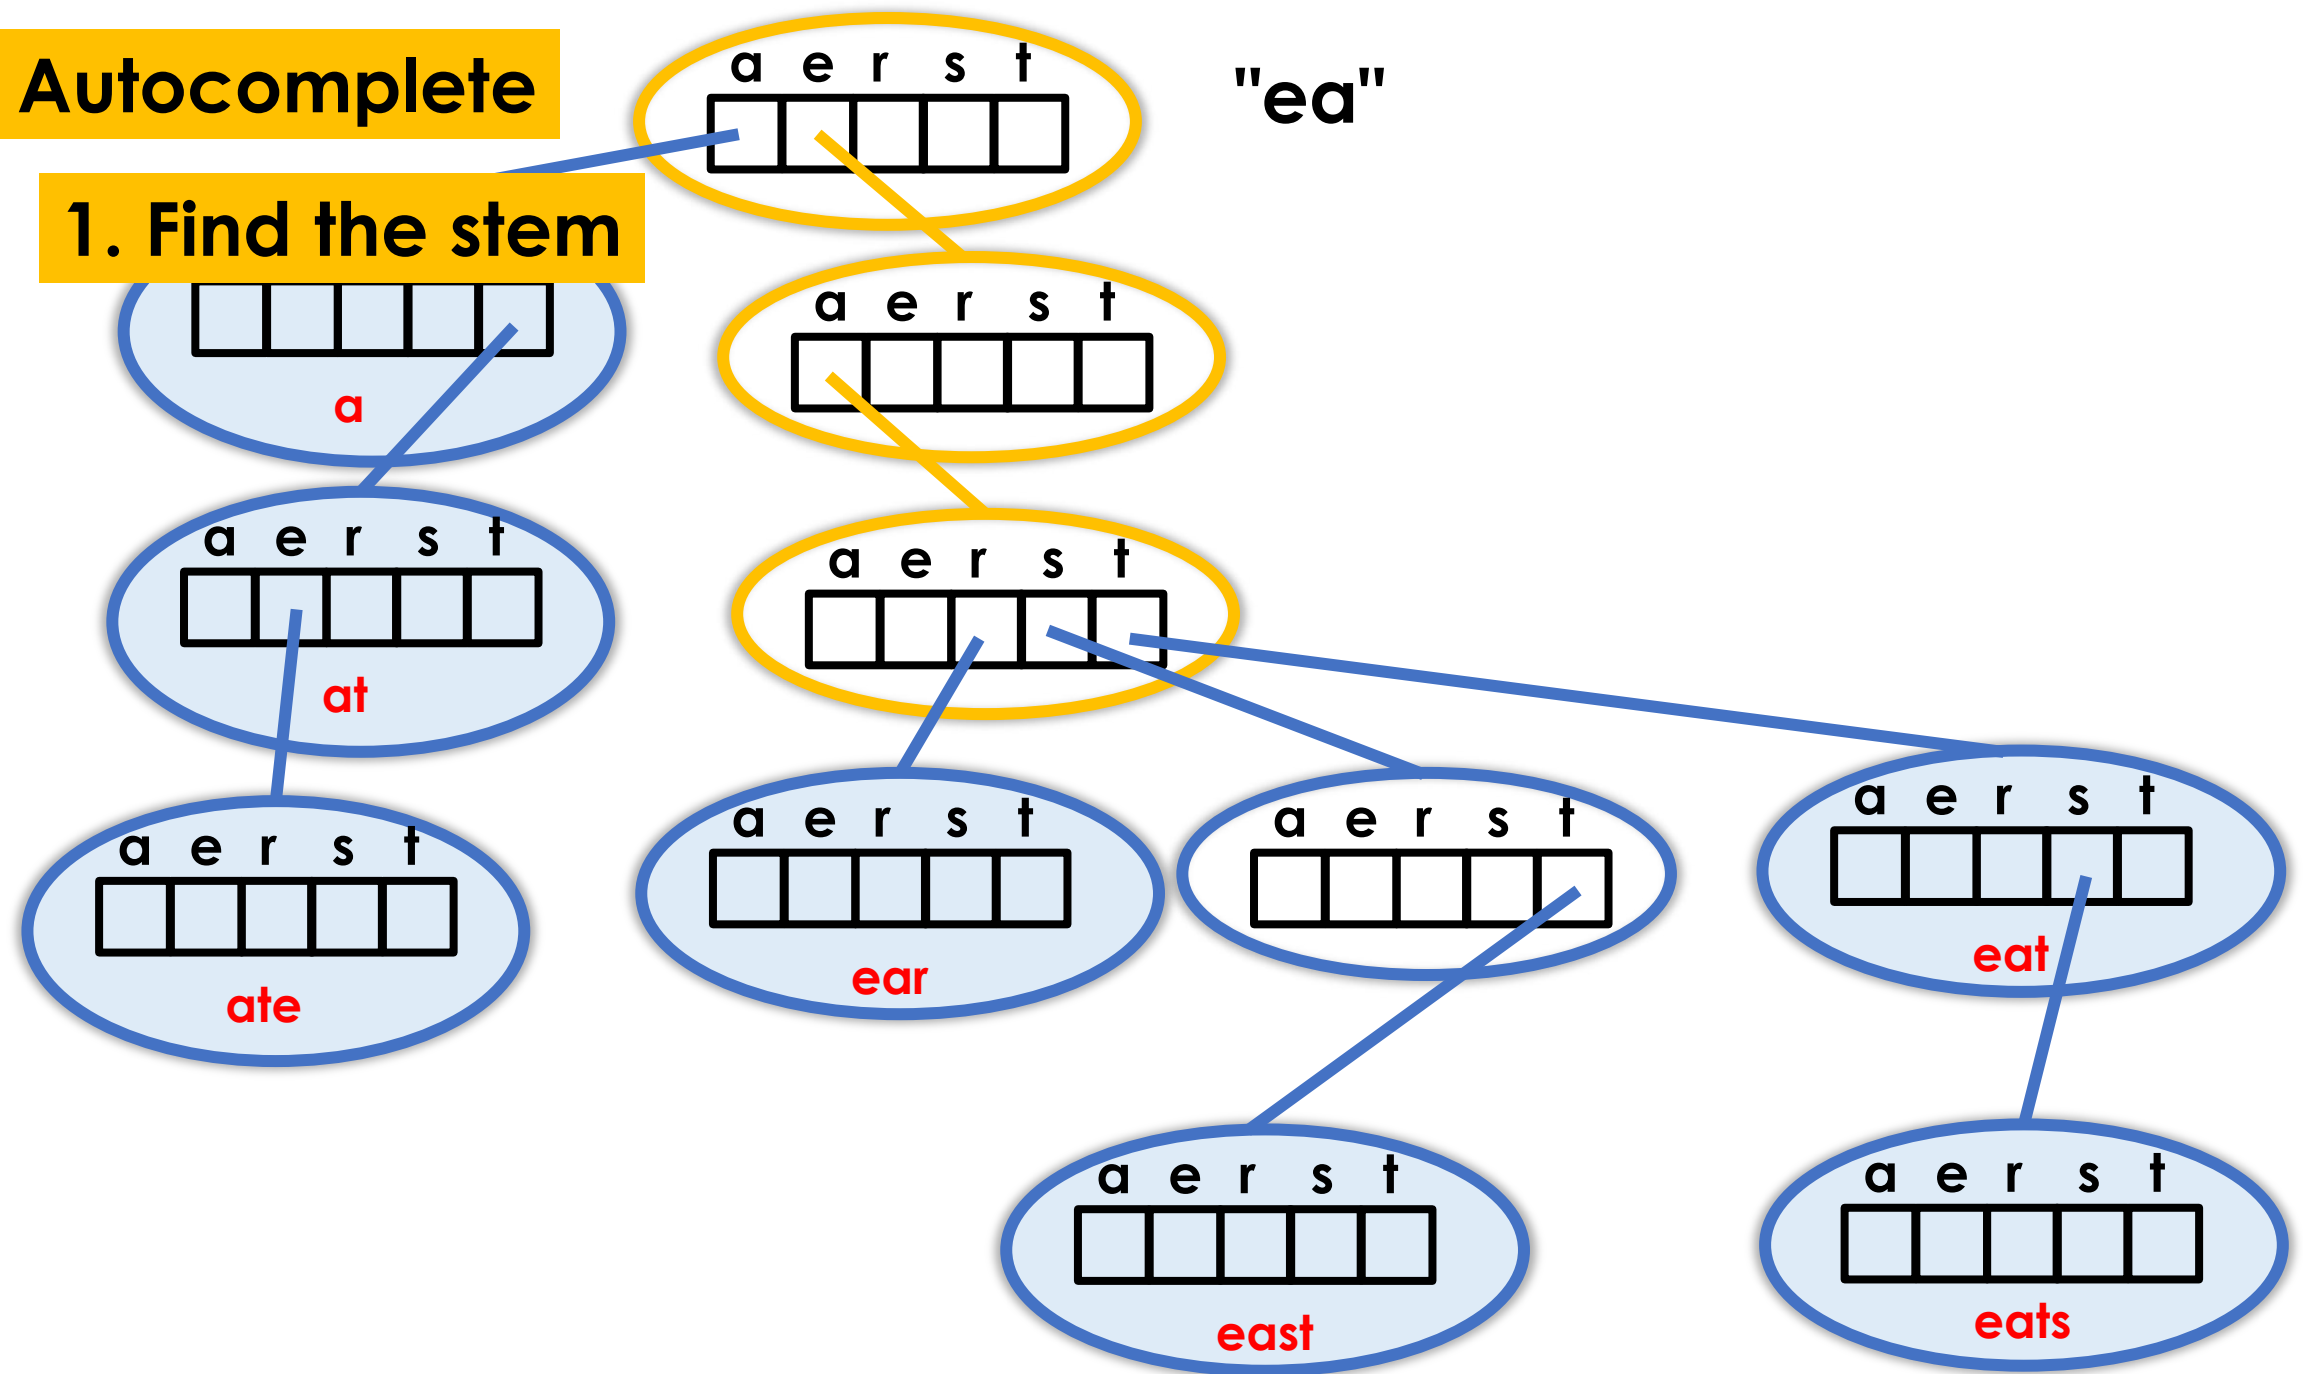 Autocomplete
a e r s t
"ea"
1. Find the stem
a e r s t
a
a e r s t
at
a e r s t
a e r s t
ate
a e r s t
ear
a e r s t
a e r s t
eat
a e r s t
east
a e r s t
eats